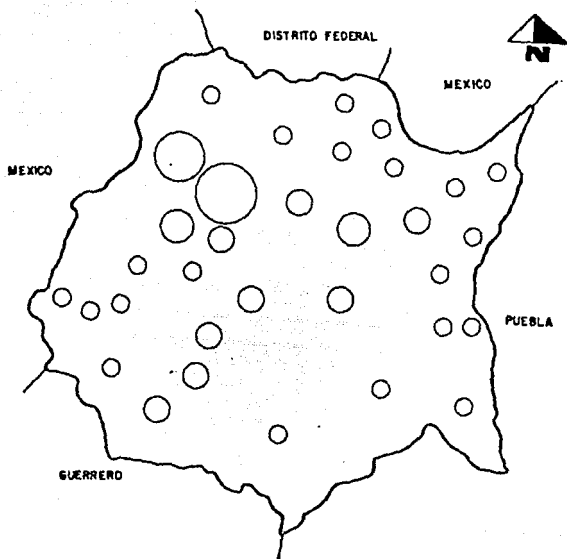 DISTRITO FEDERAL
N
MEXICO
MEXICO
PUEBLA
GUERRERO